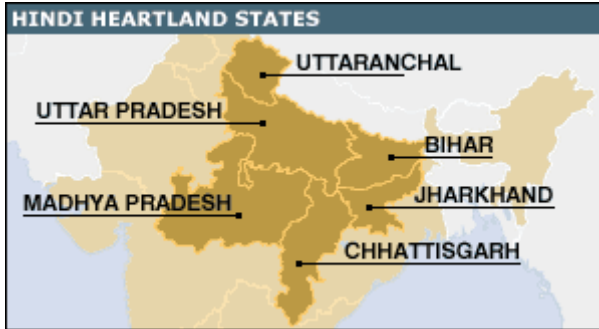 HINDI HEARTLAND STATES
UTTARANCHAL
UTTAR PRADESH
BIHAR
JHARKHAND
MADHYA PRADESH
CHHATTISGARH